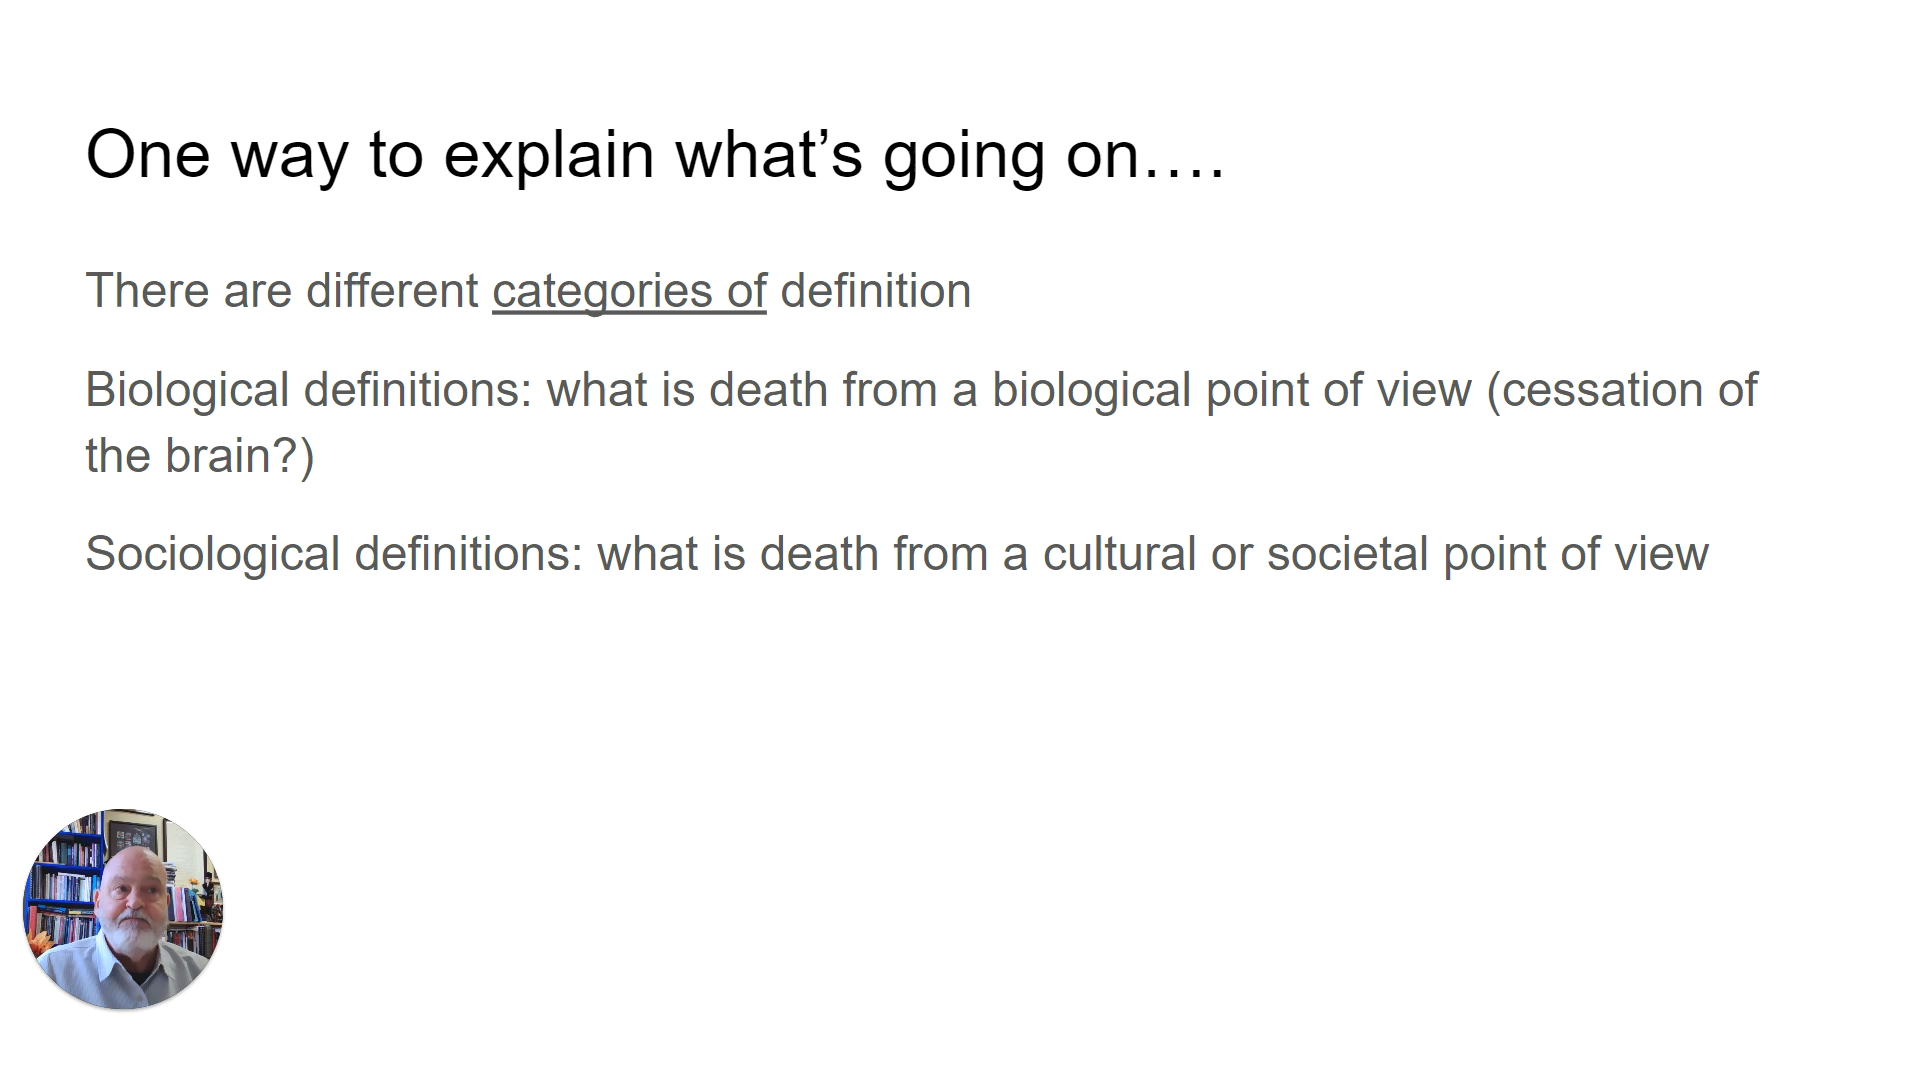 One way to explain what’s going on….
There are different categories of definition
Biological definitions: what is death from a biological point of view (cessation of
the brain?)
Sociological definitions: what is death from a cultural or societal point of view